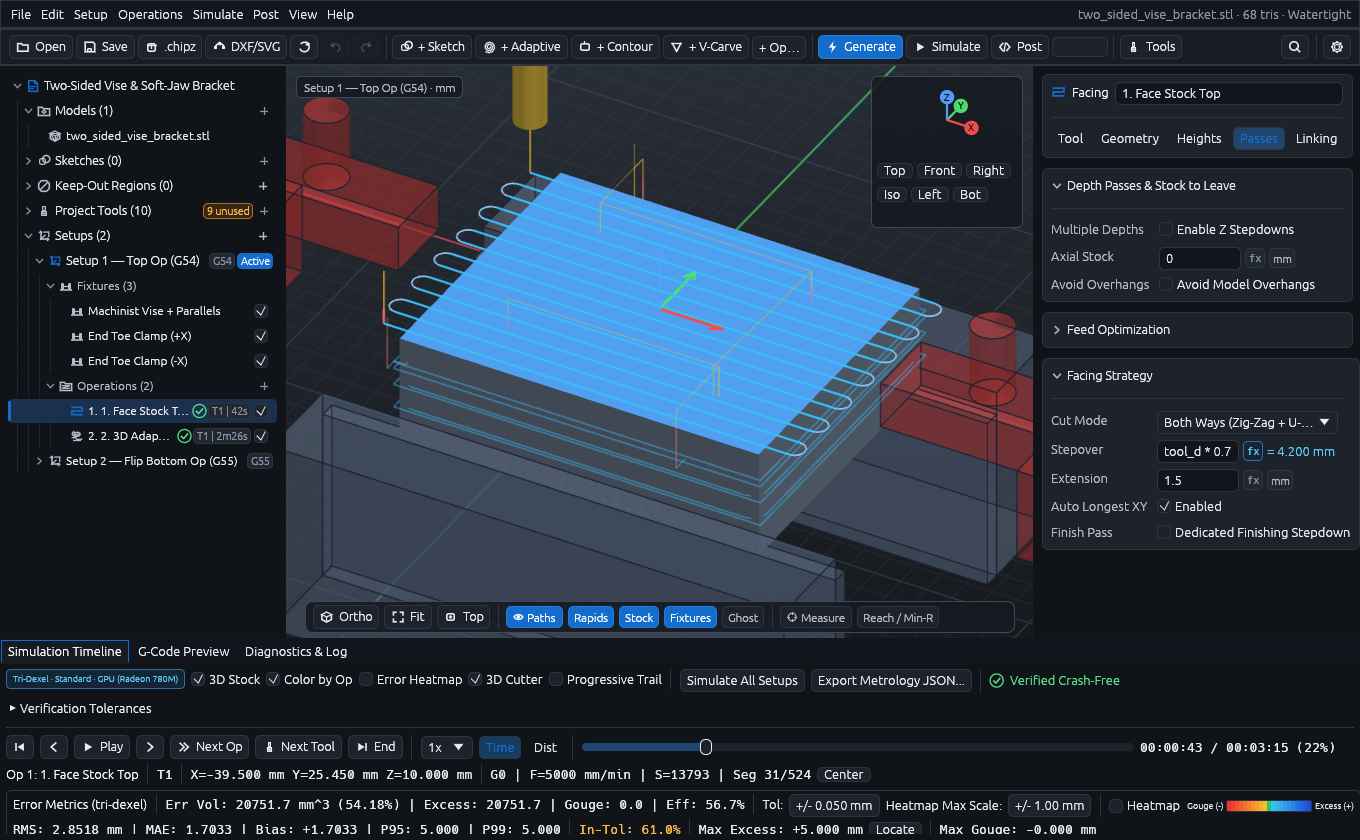 File Edit Setup Operations Simulate Post View Help
two_sided_vise_bracket.stl · 68 tris · Watertight
Open Save .chipz DXF/SVG + Sketch + Adaptive + Contour + V-Carve + Op... Generate Simulate Post Tools
Two-Sided Vise & Soft-Jaw Bracket
Models (1) +
two_sided_vise_bracket.stl
Sketches (0) +
Keep-Out Regions (0) +
Project Tools (10) 9 unused +
Setups (2) +
Setup 1 — Top Op (G54) G54 Active
Fixtures (3)
Machinist Vise + Parallels
End Toe Clamp (+X)
End Toe Clamp (-X)
Operations (2) +
1. 1. Face Stock T... T1 | 42s
2. 2. 3D Adap... T1 | 2m26s
Setup 2 — Flip Bottom Op (G55) G55
Setup 1 — Top Op (G54) · mm
Z
Y
X
Top Front Right
Iso Left Bot
Ortho Fit Top Paths Rapids Stock Fixtures Ghost Measure Reach / Min-R
Facing 1. Face Stock Top
Tool Geometry Heights Passes Linking
Depth Passes & Stock to Leave
Multiple Depths Enable Z Stepdowns
Axial Stock 0 fx mm
Avoid Overhangs Avoid Model Overhangs
Feed Optimization
Facing Strategy
Cut Mode Both Ways (Zig-Zag + U-...
Stepover tool_d * 0.7 fx = 4.200 mm
Extension 1.5 fx mm
Auto Longest XY Enabled
Finish Pass Dedicated Finishing Stepdown
Simulation Timeline G-Code Preview Diagnostics & Log
Tri-Dexel · Standard · GPU (Radeon 780M) 3D Stock Color by Op Error Heatmap 3D Cutter Progressive Trail Simulate All Setups Export Metrology JSON... Verified Crash-Free
Verification Tolerances
Play Next Op Next Tool End 1x Time Dist 00:00:43 / 00:03:15 (22%)
Op 1: 1. Face Stock Top T1 X=-39.500 mm Y=25.450 mm Z=10.000 mm G0 | F=5000 mm/min | S=13793 | Seg 31/524 Center
Error Metrics (tri-dexel) Err Vol: 20751.7 mm^3 (54.18%) | Excess: 20751.7 | Gouge: 0.0 | Eff: 56.7% Tol: +/- 0.050 mm Heatmap Max Scale: +/- 1.00 mm Heatmap Gouge (-) Excess (+)
RMS: 2.8518 mm | MAE: 1.7033 | Bias: +1.7033 | P95: 5.000 | P99: 5.000 In-Tol: 61.0% Max Excess: +5.000 mm Locate Max Gouge: -0.000 mm